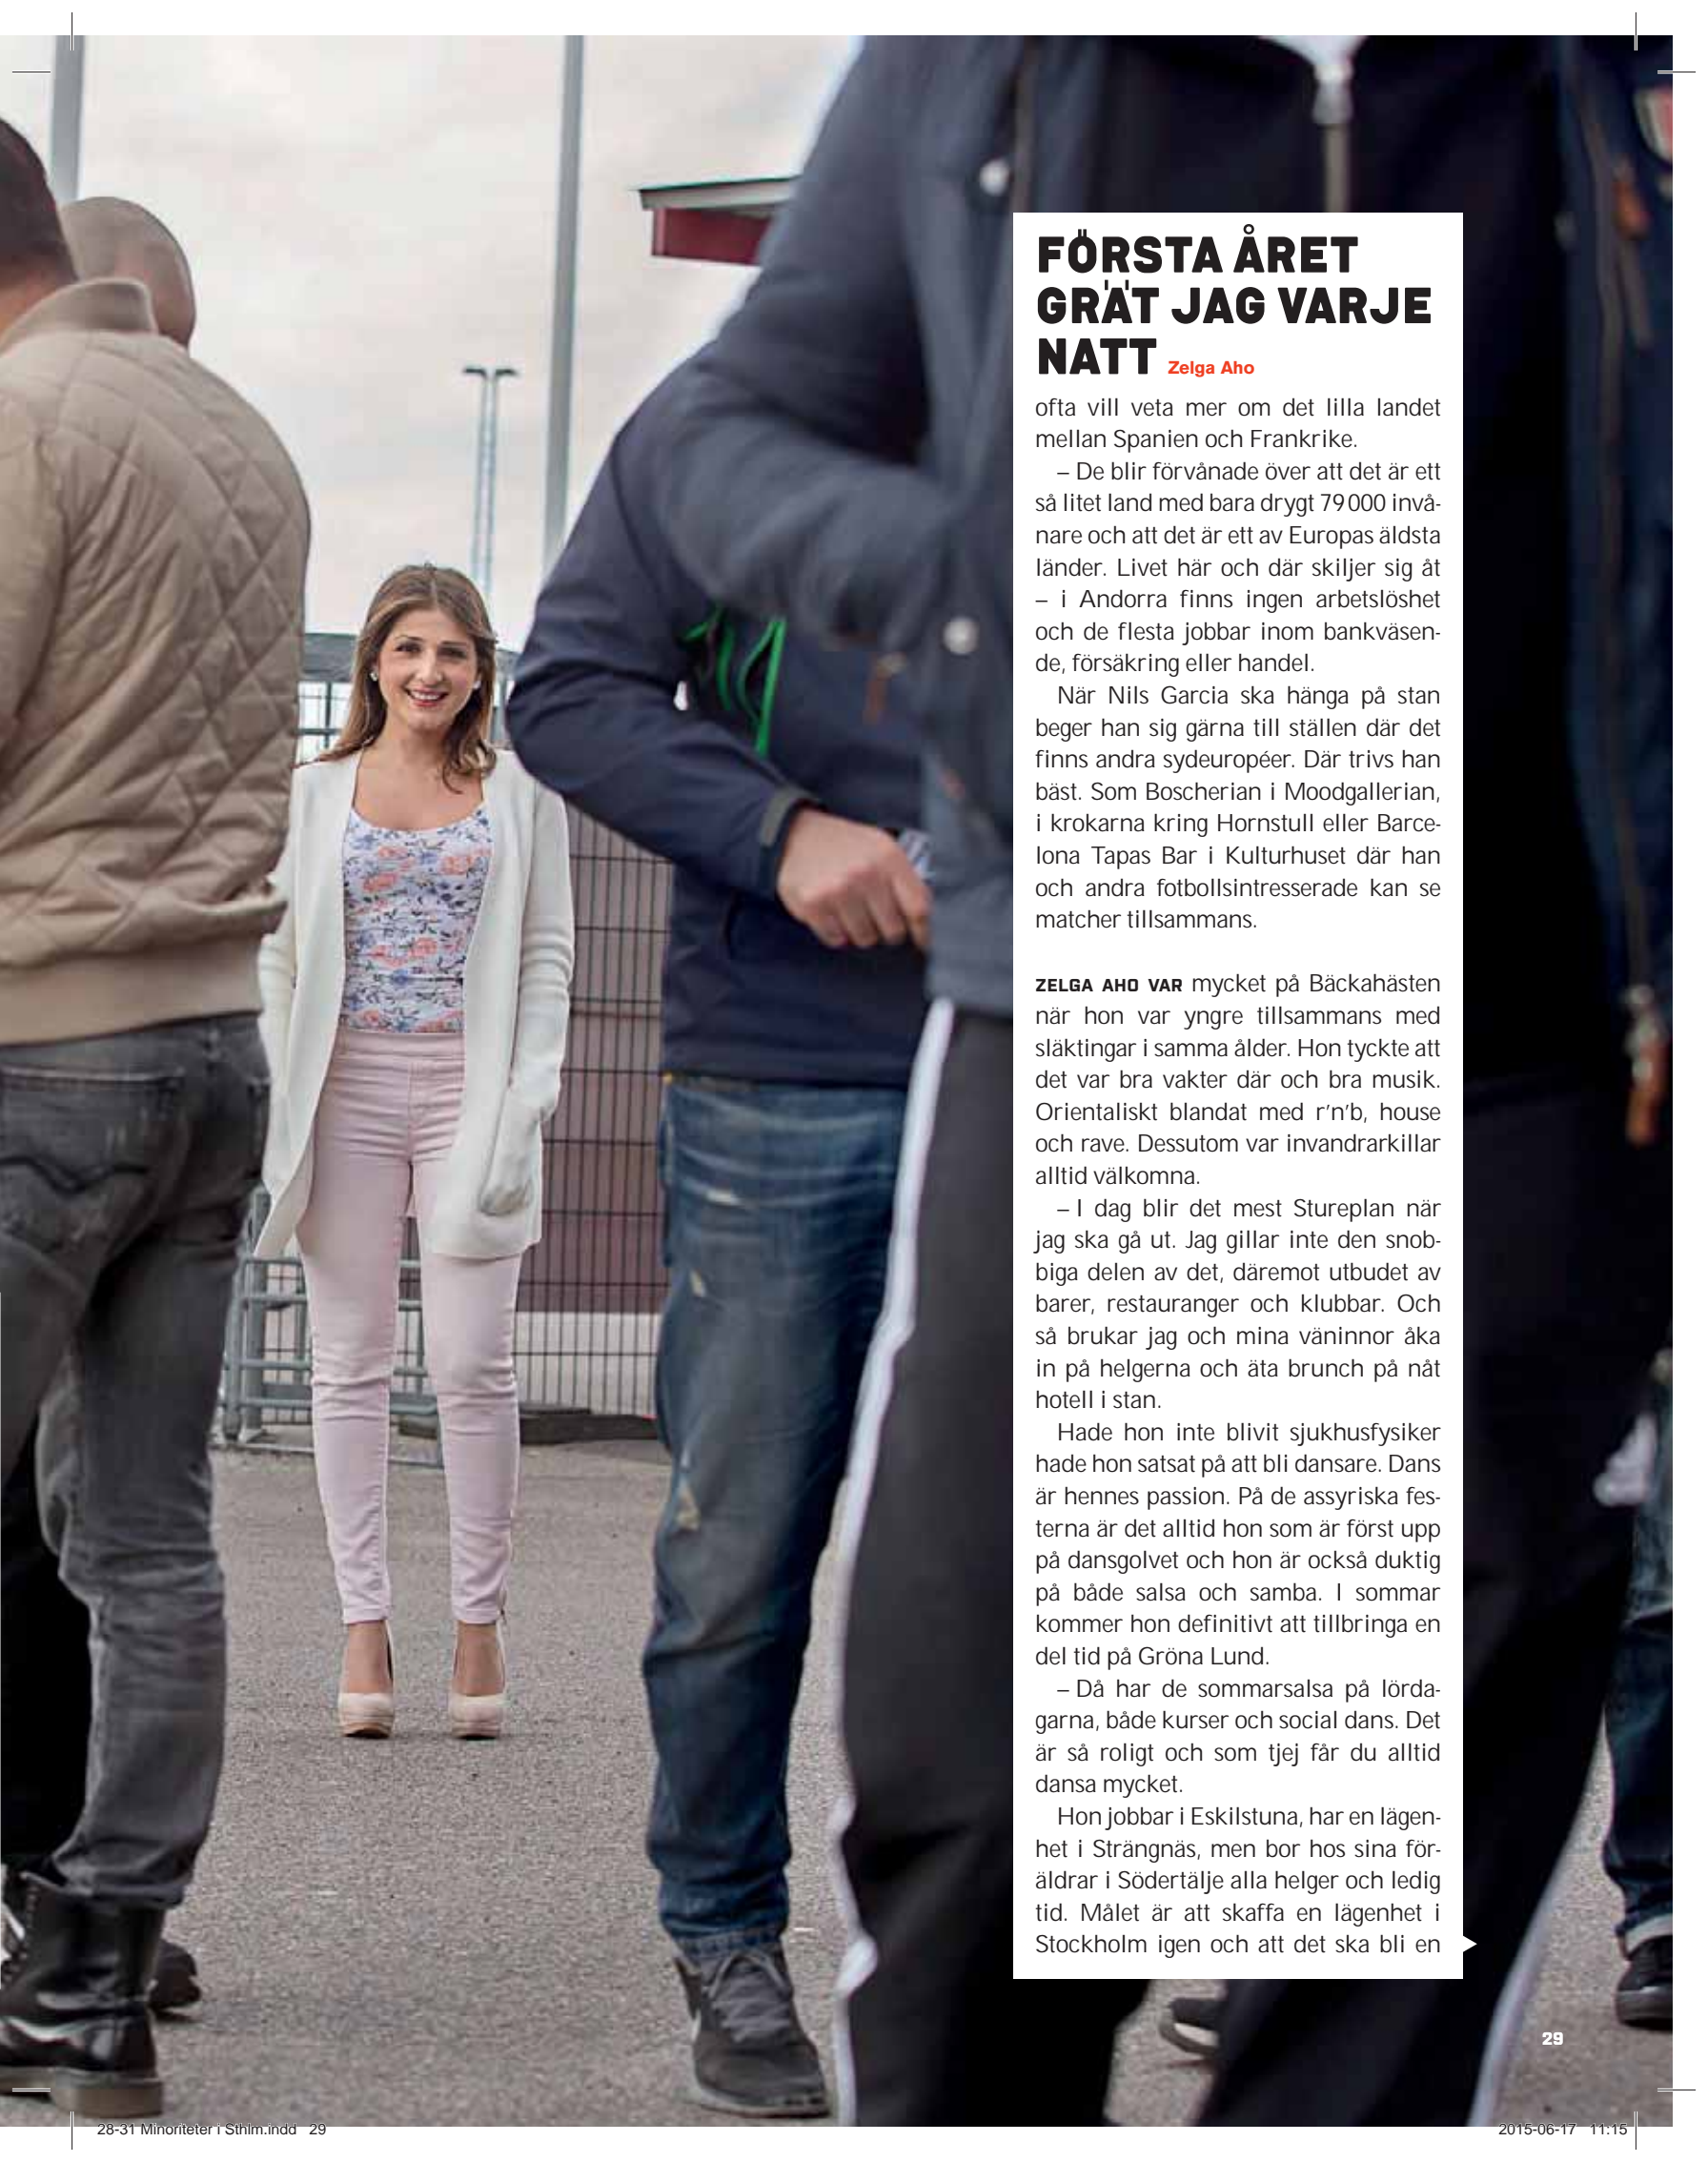 FÖRSTA ÅRET
GRÄT JAG VARJE
NATT Zelga Aho
ofta vill veta mer om det lilla landet
mellan Spanien och Frankrike.
– De blir förvånade över att det är ett
så litet land med bara drygt 79 000 invå-
nare och att det är ett av Europas äldsta
länder. Livet här och där skiljer sig åt
– i Andorra finns ingen arbetslöshet
och de flesta jobbar inom bankväsen-
de, försäkring eller handel.
När Nils Garcia ska hänga på stan
beger han sig gärna till ställen där det
finns andra sydeuropéer. Där trivs han
bäst. Som Boscherian i Moodgallerian,
i krokarna kring Hornstull eller Barce-
lona Tapas Bar i Kulturhuset där han
och andra fotbollsintresserade kan se
matcher tillsammans.
ZELGA AHO VAR mycket på Bäckahästen
när hon var yngre tillsammans med
släktingar i samma ålder. Hon tyckte att
det var bra vakter där och bra musik.
Orientaliskt blandat med r’n’b, house
och rave. Dessutom var invandrarkillar
alltid välkomna.
– I dag blir det mest Stureplan när
jag ska gå ut. Jag gillar inte den snob-
biga delen av det, däremot utbudet av
barer, restauranger och klubbar. Och
så brukar jag och mina väninnor åka
in på helgerna och äta brunch på nåt
hotell i stan.
Hade hon inte blivit sjukhusfysiker
hade hon satsat på att bli dansare. Dans
är hennes passion. På de assyriska fes-
terna är det alltid hon som är först upp
på dansgolvet och hon är också duktig
på både salsa och samba. I sommar
kommer hon definitivt att tillbringa en
del tid på Gröna Lund.
– Då har de sommarsalsa på lörda-
garna, både kurser och social dans. Det
är så roligt och som tjej får du alltid
dansa mycket.
Hon jobbar i Eskilstuna, har en lägen-
het i Strängnäs, men bor hos sina för-
äldrar i Södertälje alla helger och ledig
tid. Målet är att skaffa en lägenhet i
Stockholm igen och att det ska bli en
29
28-31 Minoriteter i Sthlm.indd 29
2015-06-17 11:15